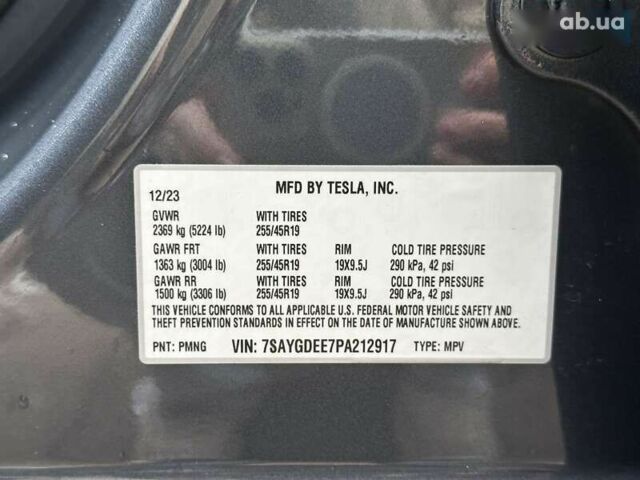 ab.ua
MFD BY TESLA, INC.
12/23
GVWR WITH TIRES
2369 kg (5224 lb) 255/45R19
GAWR FRT WITH TIRES RIM COLD TIRE PRESSURE
1363 kg (3004 lb) 255/45R19 19X9.5J 290 kPa, 42 psi
GAWR RR WITH TIRES RIM COLD TIRE PRESSURE
1500 kg (3306 lb) 255/45R19 19X9.5J 290 kPa, 42 psi
THIS VEHICLE CONFORMS TO ALL APPLICABLE U.S. FEDERAL MOTOR VEHICLE SAFETY AND
THEFT PREVENTION STANDARDS IN EFFECT ON THE DATE OF MANUFACTURE SHOWN ABOVE.
PNT: PMNG VIN: 7SAYGDEE7PA212917 TYPE: MPV